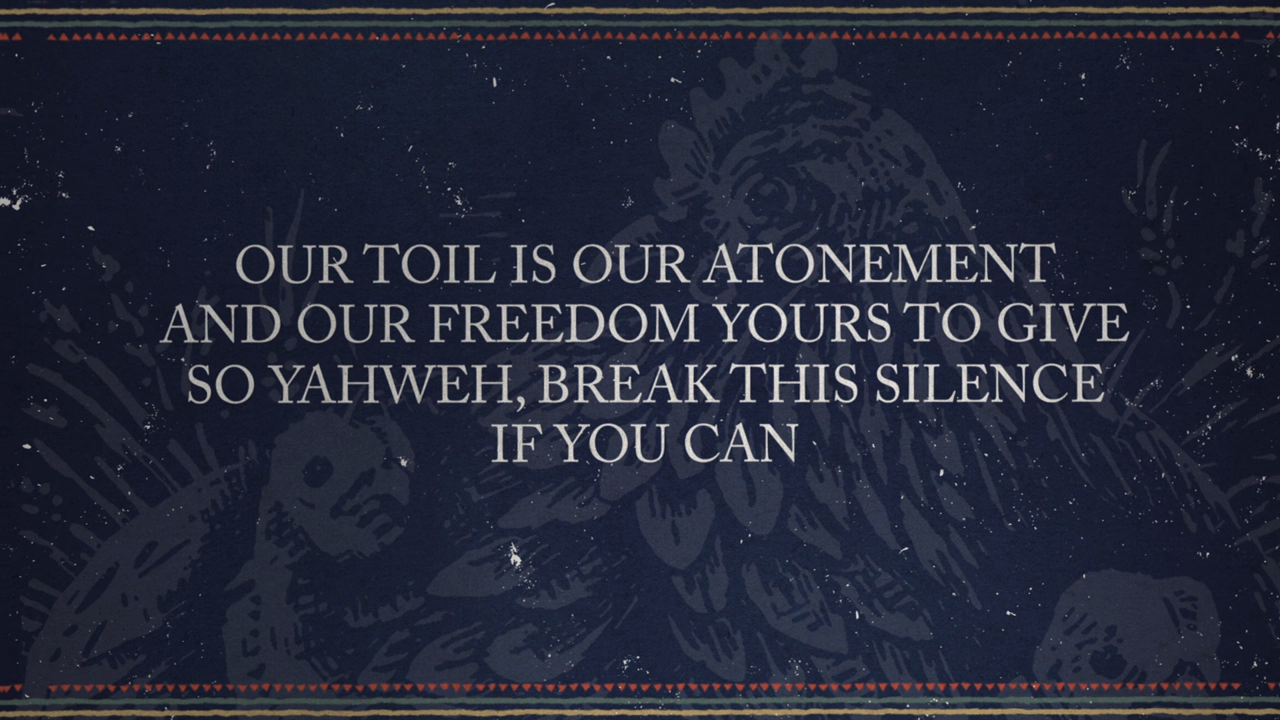 OUR TOIL IS OUR ATONEMENT
AND OUR FREEDOM YOURS TO GIVE
SO YAHWEH, BREAK THIS SILENCE
IF YOU CAN